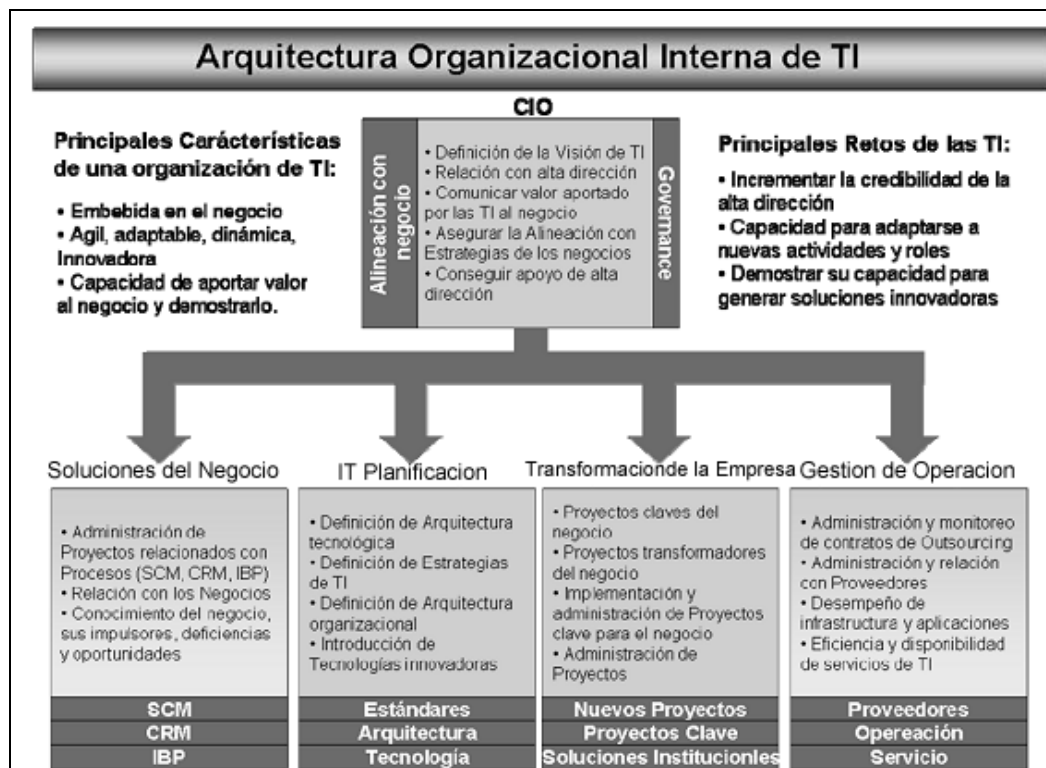 Arquitectura Organizacional Interna de TI
CIO
Principales Carácterísticas
de una organización de TI:
• Embebida en el negocio
• Agil, adaptable, dinámica,
Innovadora
• Capacidad de aportar valor
al negocio y demostrarlo.
Alineación con
negocio
• Definición de la Visión de TI
• Relación con alta dirección
• Comunicar valor aportado
por las TI al negocio
• Asegurar la Alineación con
Estrategias de los negocios
• Conseguir apoyo de alta
dirección
Governance
Principales Retos de las TI:
• Incrementar la credibilidad de la
alta dirección
• Capacidad para adaptarse a
nuevas actividades y roles
• Demostrar su capacidad para
generar soluciones innovadoras
Soluciones del Negocio
• Administración de
Proyectos relacionados con
Procesos (SCM, CRM, IBP)
• Relación con los Negocios
• Conocimiento del negocio,
sus impulsores, deficiencias
y oportunidades
SCM
CRM
IBP
IT Planificacion
• Definición de Arquitectura
tecnológica
• Definición de Estrategias
de TI
• Definición de Arquitectura
organizacional
• Introducción de
Tecnologías innovadoras
Estándares
Arquitectura
Tecnología
Transformacionde la Empresa
• Proyectos claves del
negocio
• Proyectos transformadores
del negocio
• Implementación y
administración de Proyectos
clave para el negocio
• Administración de
Proyectos
Nuevos Proyectos
Proyectos Clave
Soluciones Institucionles
Gestion de Operacion
• Administración y monitoreo
de contratos de Outsourcing
• Administración y relación
con Proveedores
• Desempeño de
infrastructura y aplicaciones
• Eficiencia y disponibilidad
de servicios de TI
Proveedores
Opereación
Servicio